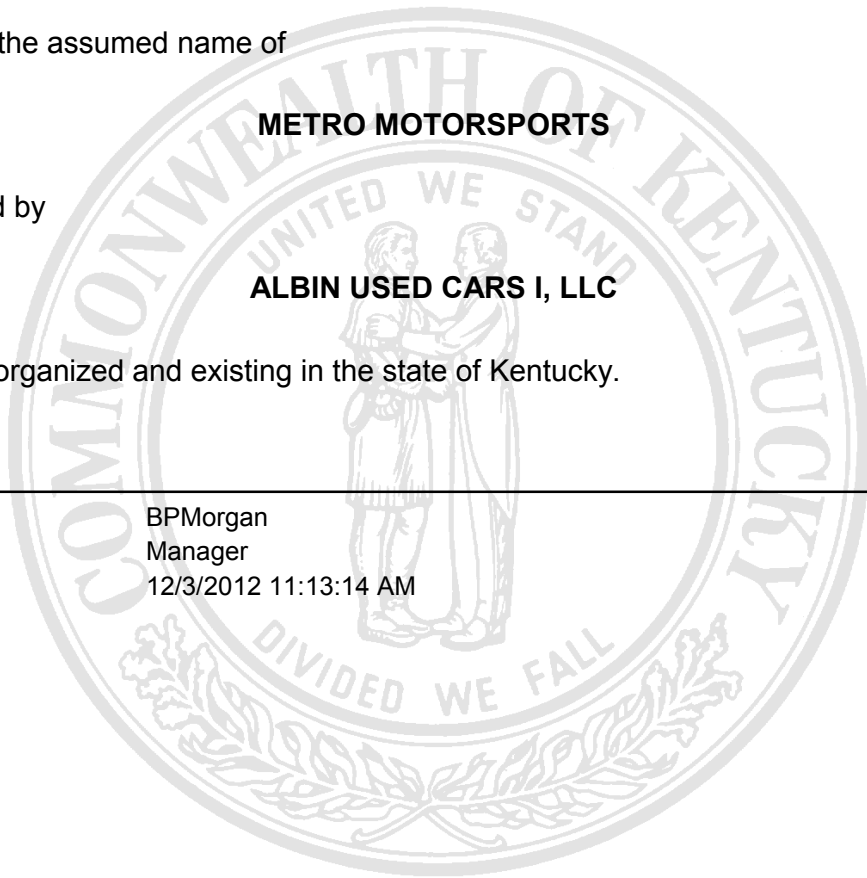 the assumed name of
METRO MOTORSPORTS
d by
ALBIN USED CARS I, LLC
organized and existing in the state of Kentucky.
BPMorgan
Manager
12/3/2012 11:13:14 AM
COMMONWEALTH OF KENTUCKY
UNITED WE STAND
DIVIDED WE FALL